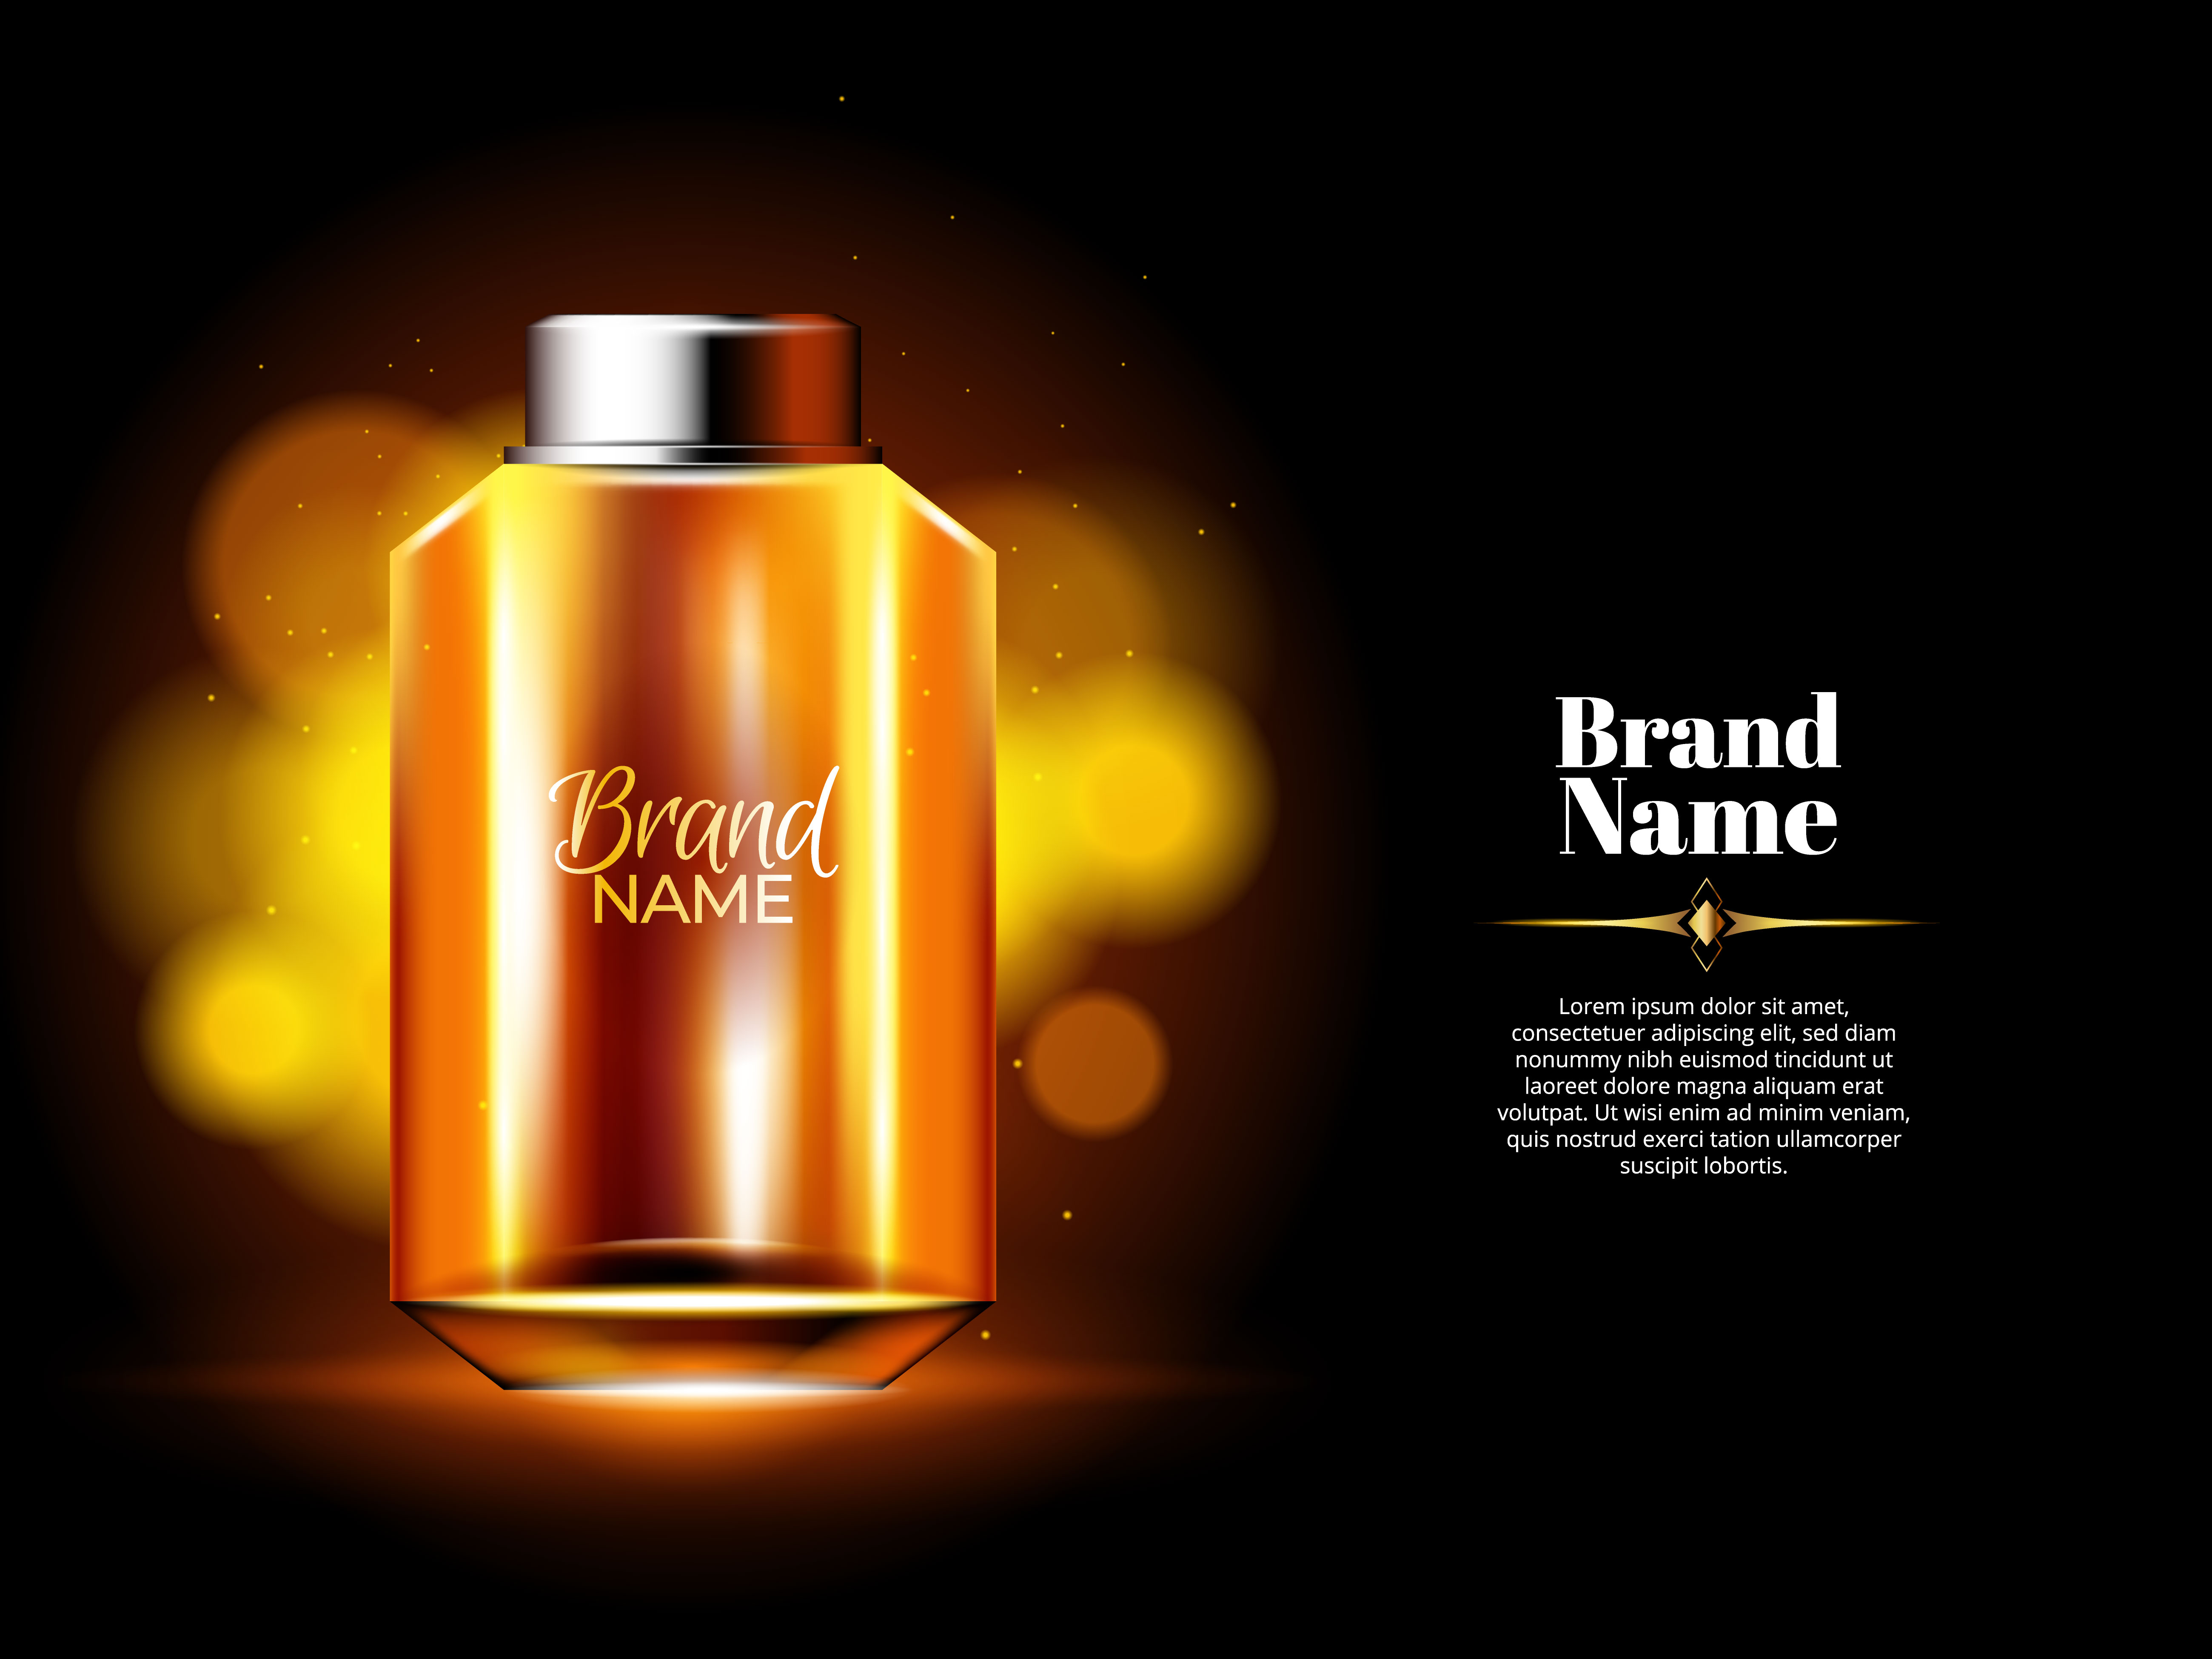 Brand
NAME
Brand
Name
Lorem ipsum dolor sit amet,
consectetuer adipiscing elit, sed diam
nonummy nibh euismod tincidunt ut
laoreet dolore magna aliquam erat
volutpat. Ut wisi enim ad minim veniam,
quis nostrud exerci tation ullamcorper
suscipit lobortis.